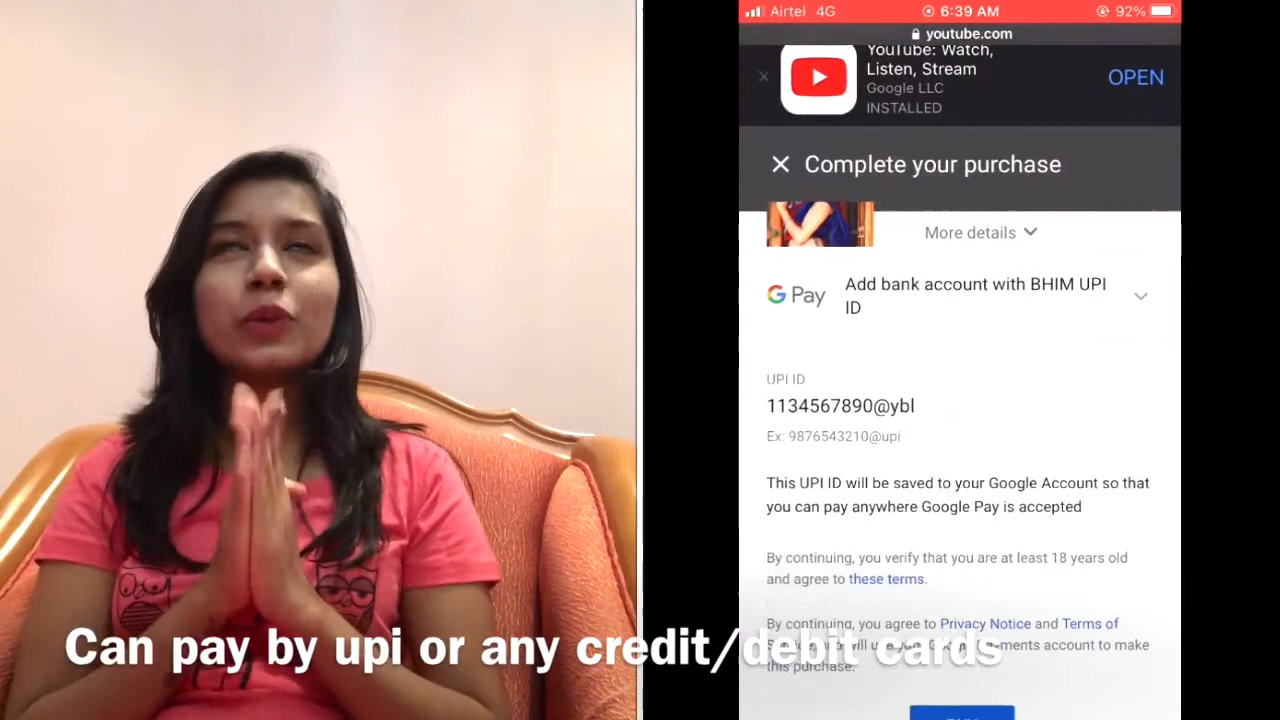 Airtel 4G 6:39 AM 92%
youtube.com
YouTube: Watch,
Listen, Stream
Google LLC
INSTALLED
OPEN
Complete your purchase
More details
G Pay
Add bank account with BHIM UPI
ID
UPI ID
1134567890@ybl
Ex: 9876543210@upi
This UPI ID will be saved to your Google Account so that
you can pay anywhere Google Pay is accepted
By continuing, you verify that you are at least 18 years old
and agree to these terms.
By continuing, you agree to Privacy Notice and Terms of
account to make
this purchase.
Can pay by upi or any credit/debit cards